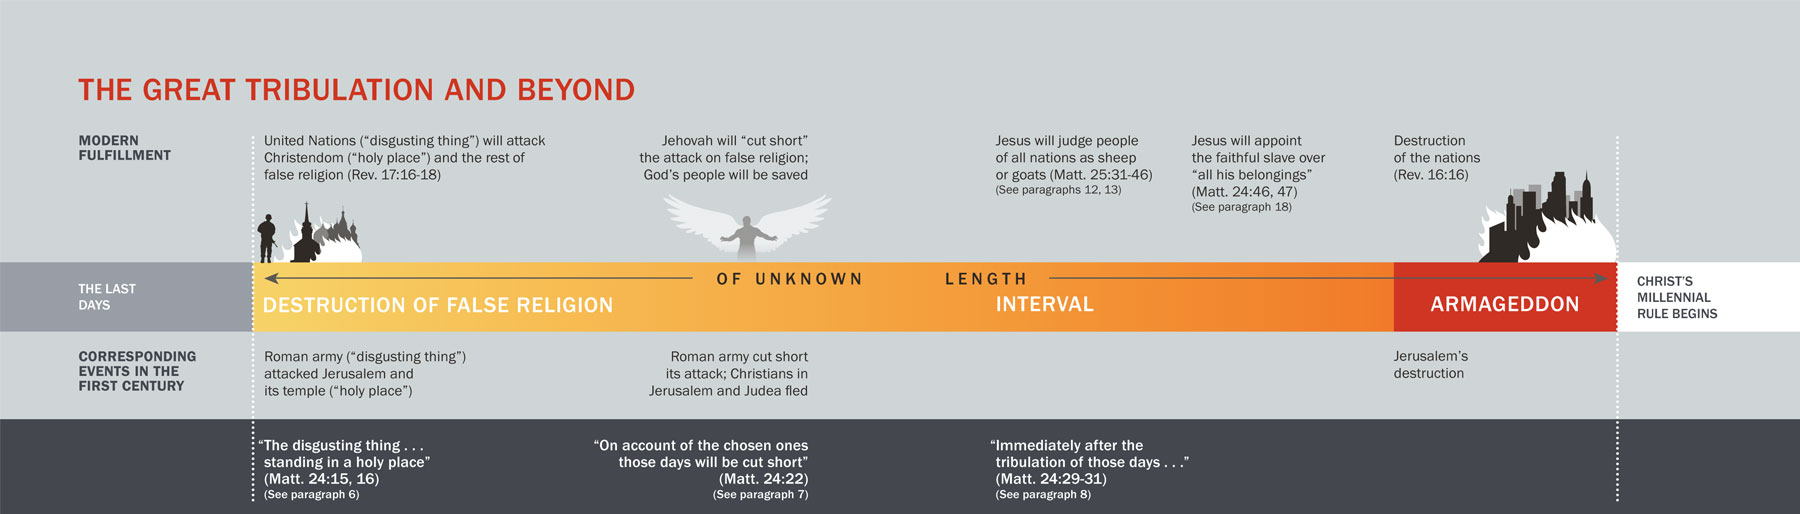 THE GREAT TRIBULATION AND BEYOND
MODERN
FULFILLMENT
United Nations (“disgusting thing”) will attack
Christendom (“holy place”) and the rest of
false religion (Rev. 17:16-18)
Jehovah will “cut short”
the attack on false religion;
God’s people will be saved
Jesus will judge people
of all nations as sheep
or goats (Matt. 25:31-46)
(See paragraphs 12, 13)
Jesus will appoint
the faithful slave over
“all his belongings”
(Matt. 24:46, 47)
(See paragraph 18)
Destruction
of the nations
(Rev. 16:16)
THE LAST
DAYS
OF UNKNOWN LENGTH
DESTRUCTION OF FALSE RELIGION
INTERVAL
ARMAGEDDON
CHRIST’S
MILLENNIAL
RULE BEGINS
CORRESPONDING
EVENTS IN THE
FIRST CENTURY
Roman army (“disgusting thing”)
attacked Jerusalem and
its temple (“holy place”)
Roman army cut short
its attack; Christians in
Jerusalem and Judea fled
Jerusalem’s
destruction
“The disgusting thing . . .
standing in a holy place”
(Matt. 24:15, 16)
(See paragraph 6)
“On account of the chosen ones
those days will be cut short”
(Matt. 24:22)
(See paragraph 7)
“Immediately after the
tribulation of those days . . .”
(Matt. 24:29-31)
(See paragraph 8)